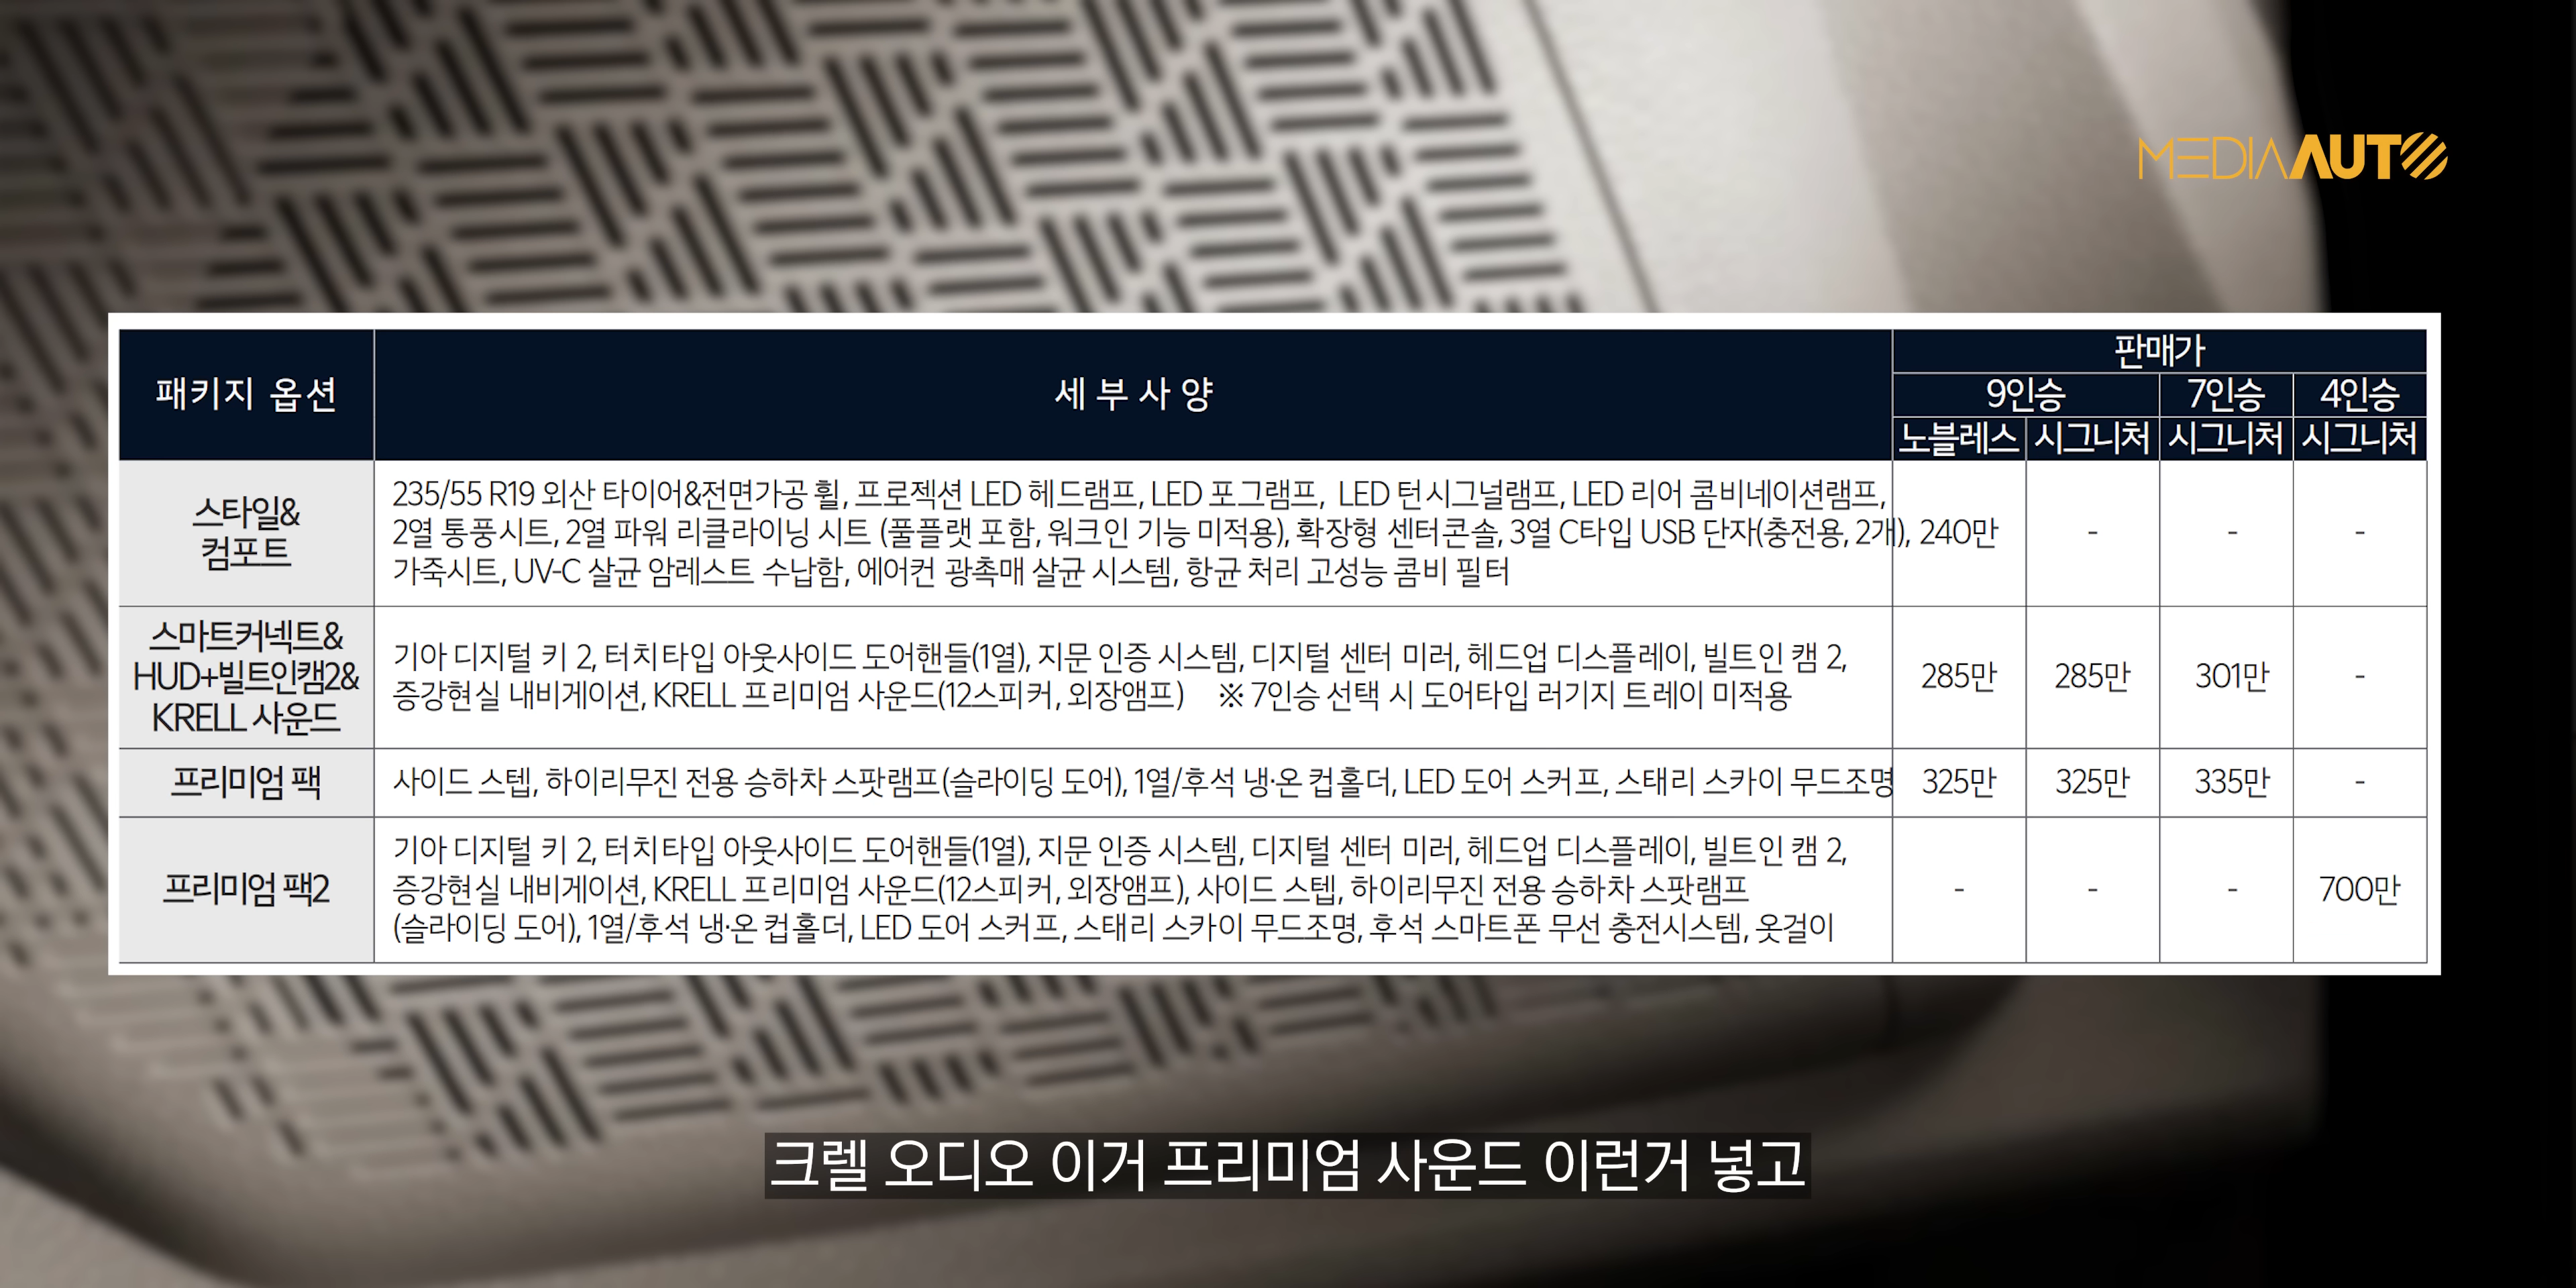 MEDIAAUTO
패키지 옵션
세부사양
판매가
9인승
7인승
4인승
노블레스
시그니처
시그니처
시그니처
스타일&
컴포트
235/55 R19 외산 타이어&전면가공 휠, 프로젝션 LED 헤드램프, LED 포그램프, LED 턴시그널램프, LED 리어 콤비네이션램프,
2열 통풍시트, 2열 파워 리클라이닝 시트 (풀플랫 포함, 워크인 기능 미적용), 확장형 센터콘솔, 3열 C타입 USB 단자(충전용, 2개),
가죽시트, UV-C 살균 암레스트 수납함, 에어컨 광촉매 살균 시스템, 항균 처리 고성능 콤비 필터
240만
-
-
-
스마트커넥트&
HUD+빌트인캠2&
KRELL 사운드
기아 디지털 키 2, 터치타입 아웃사이드 도어핸들(1열), 지문 인증 시스템, 디지털 센터 미러, 헤드업 디스플레이, 빌트인 캠 2,
증강현실 내비게이션, KRELL 프리미엄 사운드(12스피커, 외장앰프) ※ 7인승 선택 시 도어타입 러기지 트레이 미적용
285만
285만
301만
-
프리미엄 팩
사이드 스텝, 하이리무진 전용 승하차 스팟램프(슬라이딩 도어), 1열/후석 냉·온 컵홀더, LED 도어 스커프, 스태리 스카이 무드조명
325만
325만
335만
-
프리미엄 팩2
기아 디지털 키 2, 터치타입 아웃사이드 도어핸들(1열), 지문 인증 시스템, 디지털 센터 미러, 헤드업 디스플레이, 빌트인 캠 2,
증강현실 내비게이션, KRELL 프리미엄 사운드(12스피커, 외장앰프), 사이드 스텝, 하이리무진 전용 승하차 스팟램프
(슬라이딩 도어), 1열/후석 냉·온 컵홀더, LED 도어 스커프, 스태리 스카이 무드조명, 후석 스마트폰 무선 충전시스템, 옷걸이
-
-
-
700만
크렐 오디오 이거 프리미엄 사운드 이런거 넣고